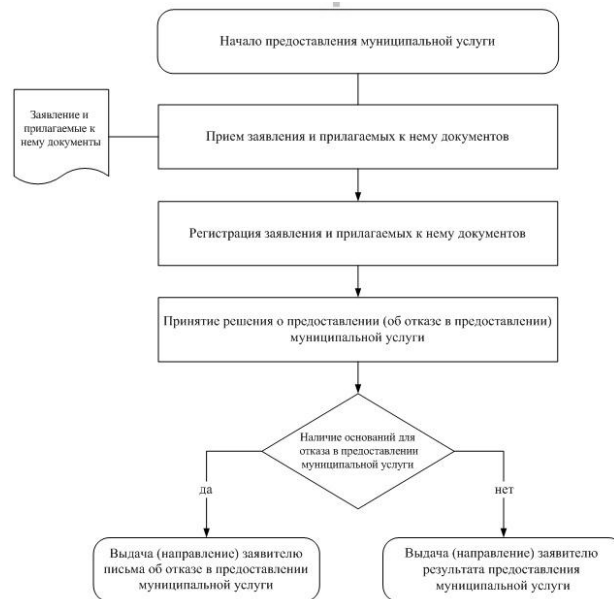 Начало предоставления муниципальной услуги
Заявление и
прилагаемые к
нему документы
Прием заявления и прилагаемых к нему документов
Регистрация заявления и прилагаемых к нему документов
Принятие решения о предоставлении (об отказе в предоставлении)
муниципальной услуги
Наличие оснований для
отказа в предоставлении
муниципальной услуги
да
нет
Выдача (направление) заявителю
письма об отказе в предоставлении
муниципальной услуги
Выдача (направление) заявителю
результата предоставления
муниципальной услуги